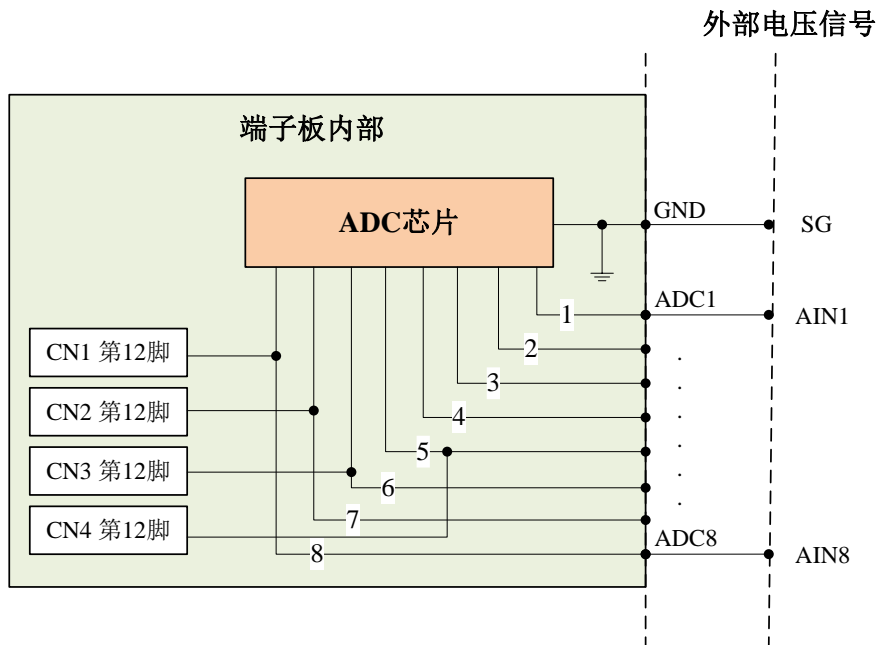 外部电压信号
端子板内部
ADC芯片
GND
SG
ADC1
AIN1
1
2
3
4
5
6
7
8
CN1 第12脚
CN2 第12脚
CN3 第12脚
CN4 第12脚
ADC8
AIN8